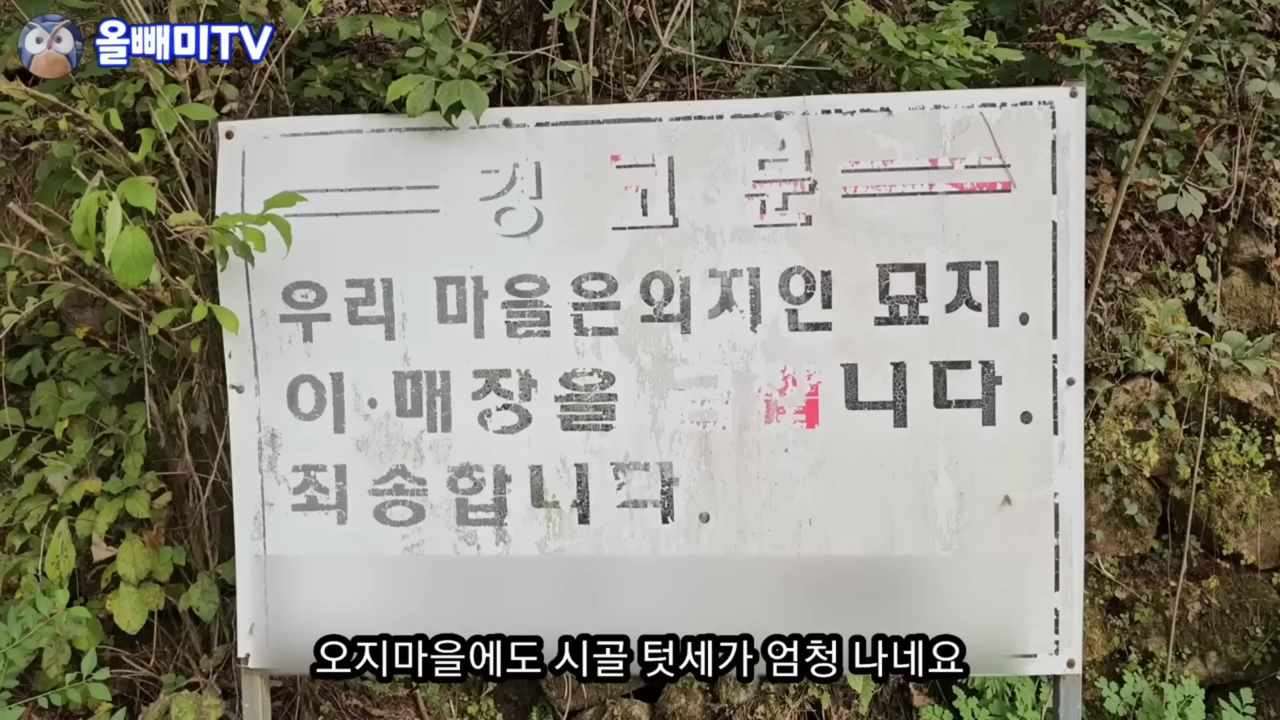 올빼미TV
경 고 문
우리 마을은외지인 묘지.
이·매장을 니다.
죄송합니다.
오지마을에도 시골 텃세가 엄청 나네요